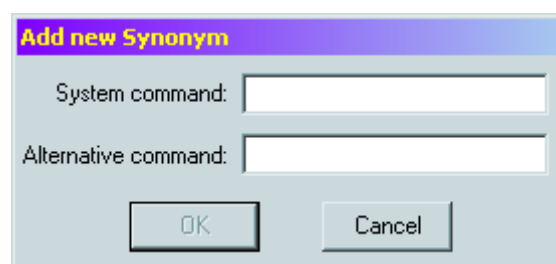 Add new Synonym
System command:
Alternative command:
OK Cancel